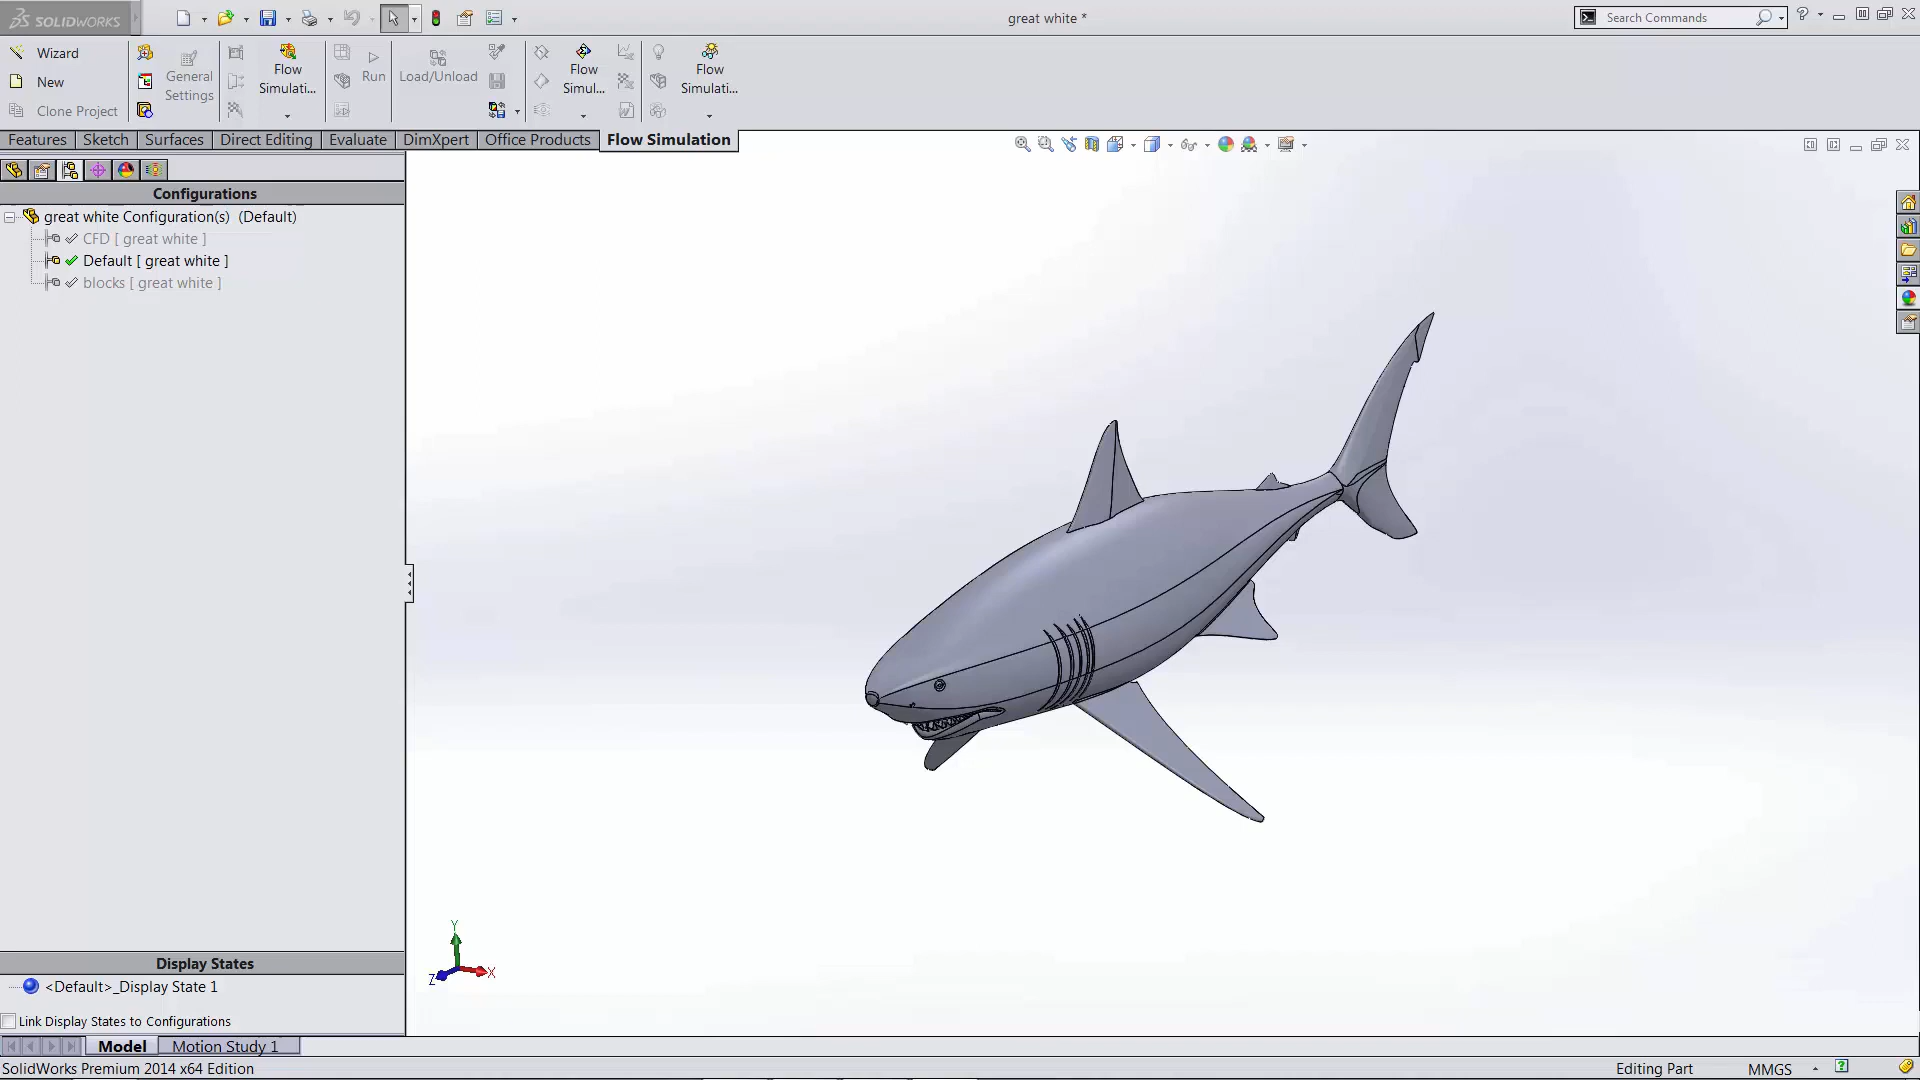 SOLIDWORKS
great white *
Search Commands
Wizard
New
Clone Project
General
Settings
Flow
Simulati...
Run
Load/Unload
Flow
Simul...
Flow
Simulati...
Features
Sketch
Surfaces
Direct Editing
Evaluate
DimXpert
Office Products
Flow Simulation
Configurations
great white Configuration(s) (Default)
CFD [ great white ]
Default [ great white ]
blocks [ great white ]
Y
Z
X
Display States
<Default>_Display State 1
Link Display States to Configurations
Model
Motion Study 1
SolidWorks Premium 2014 x64 Edition
Editing Part
MMGS